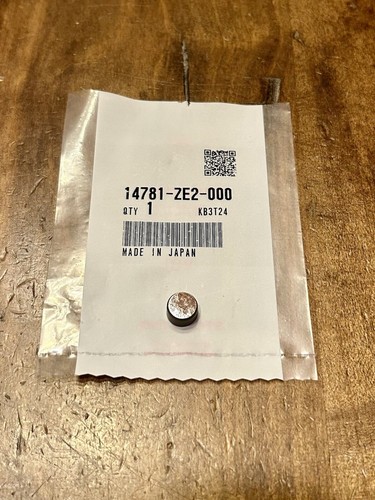 14781-ZE2-000
QTY 1 KB3T24
MADE IN JAPAN